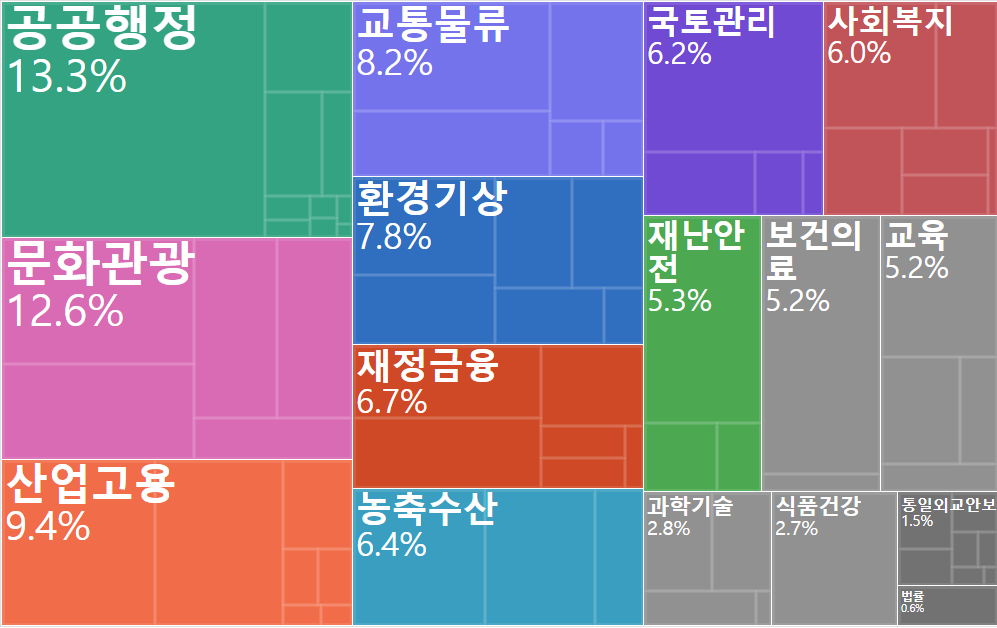 공공행정
13.3%
문화관광
12.6%
산업고용
9.4%
교통물류
8.2%
환경기상
7.8%
재정금융
6.7%
농축수산
6.4%
국토관리
6.2%
사회복지
6.0%
재난안
전
5.3%
보건의
료
5.2%
교육
5.2%
과학기술
2.8%
식품건강
2.7%
통일외교안보
1.5%
법률
0.6%